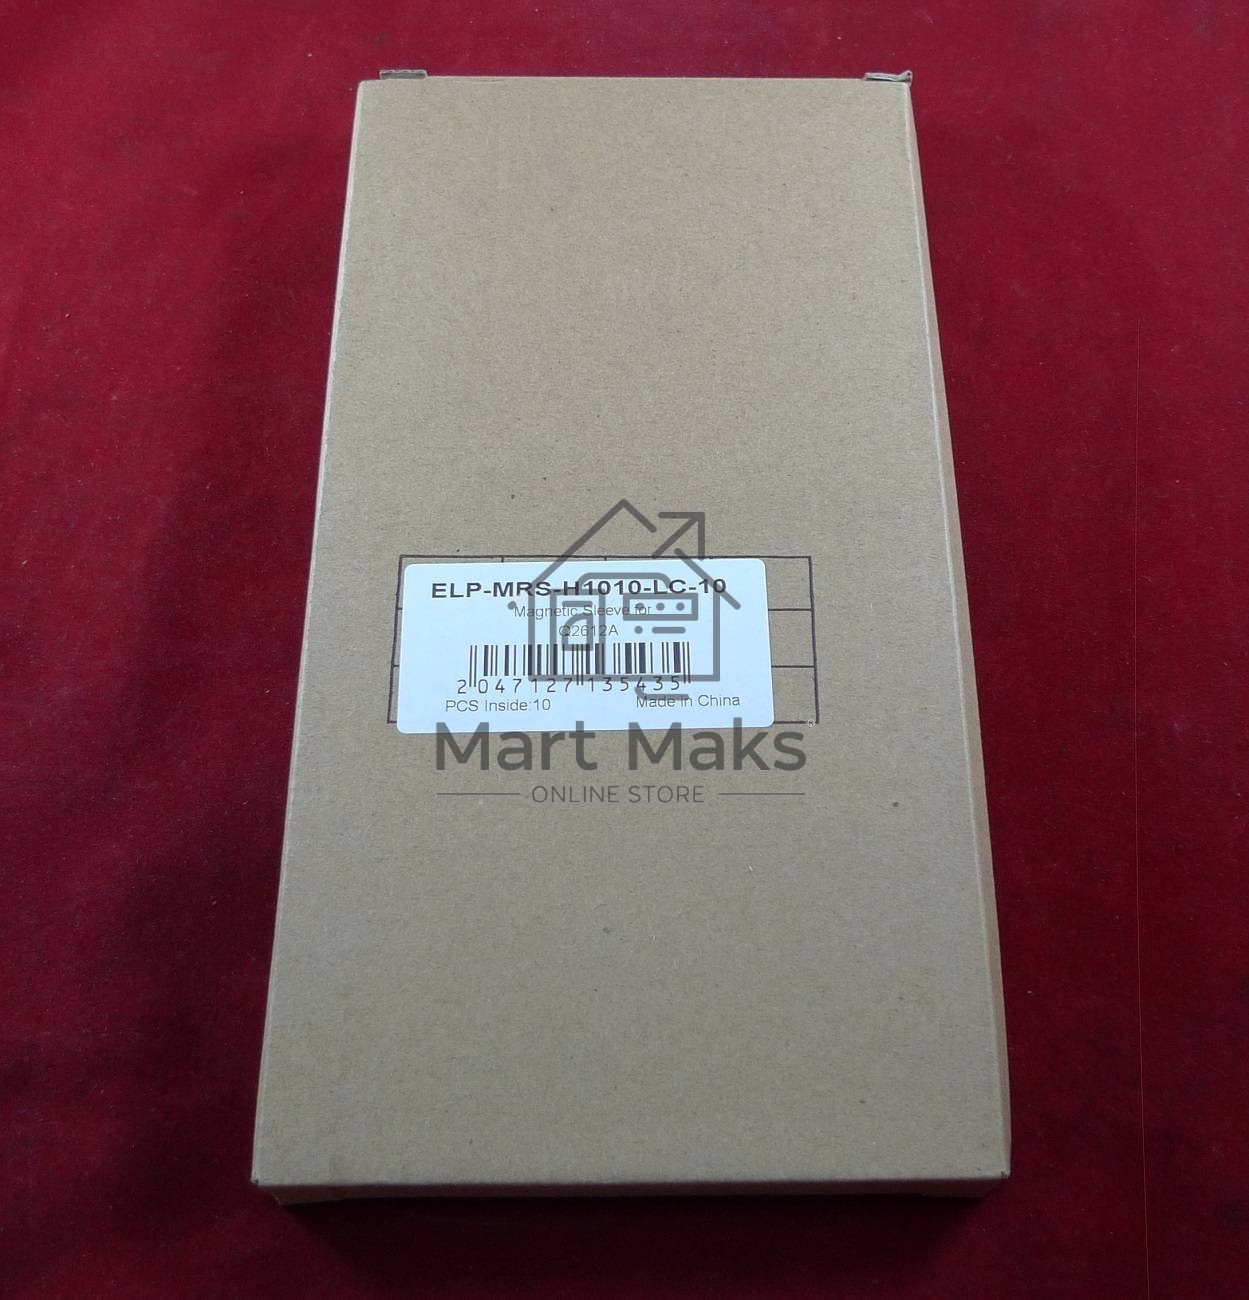 ELP-MRS-H1010-LC-10
Magnetic Sleeve for
Q2612A
2 047127 135435
PCS Inside:10 Made in China
Mart Maks
ONLINE STORE